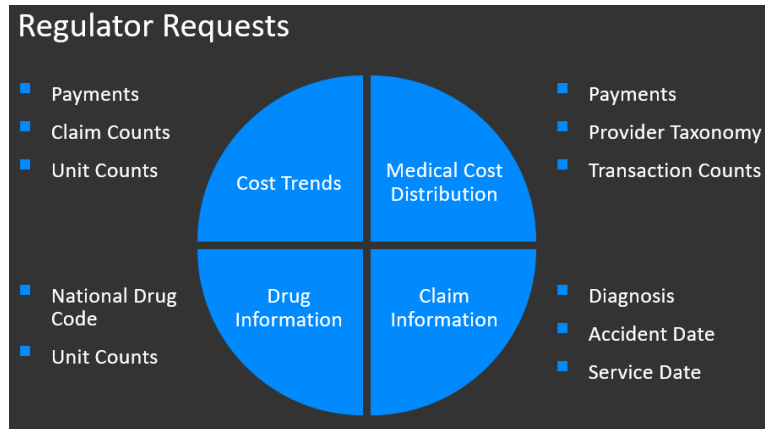 Regulator Requests
Payments
Claim Counts
Unit Counts
Cost Trends
Medical Cost
Distribution
Payments
Provider Taxonomy
Transaction Counts
National Drug
Code
Unit Counts
Drug
Information
Claim
Information
Diagnosis
Accident Date
Service Date